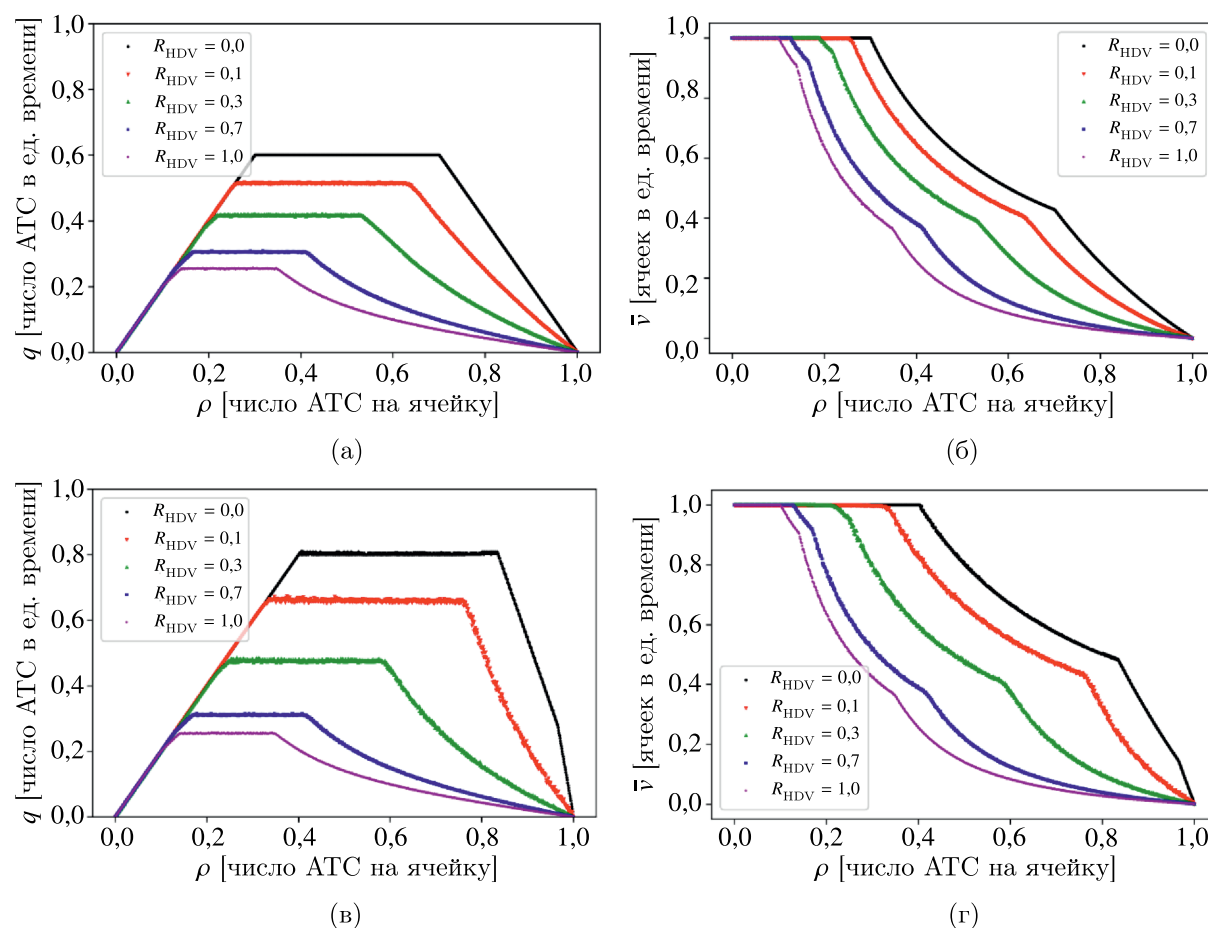 1,0
0,8
0,6
0,4
0,2
0,0
q [число АТС в ед. времени]
R_HDV = 0,0
R_HDV = 0,1
R_HDV = 0,3
R_HDV = 0,7
R_HDV = 1,0
0,0 0,2 0,4 0,6 0,8 1,0
ρ [число АТС на ячейку]
(а)
1,0
0,8
0,6
0,4
0,2
0,0
v̄ [ячеек в ед. времени]
R_HDV = 0,0
R_HDV = 0,1
R_HDV = 0,3
R_HDV = 0,7
R_HDV = 1,0
0,0 0,2 0,4 0,6 0,8 1,0
ρ [число АТС на ячейку]
(б)
1,0
0,8
0,6
0,4
0,2
0,0
q [число АТС в ед. времени]
R_HDV = 0,0
R_HDV = 0,1
R_HDV = 0,3
R_HDV = 0,7
R_HDV = 1,0
0,0 0,2 0,4 0,6 0,8 1,0
ρ [число АТС на ячейку]
(в)
1,0
0,8
0,6
0,4
0,2
0,0
v̄ [ячеек в ед. времени]
R_HDV = 0,0
R_HDV = 0,1
R_HDV = 0,3
R_HDV = 0,7
R_HDV = 1,0
0,0 0,2 0,4 0,6 0,8 1,0
ρ [число АТС на ячейку]
(г)